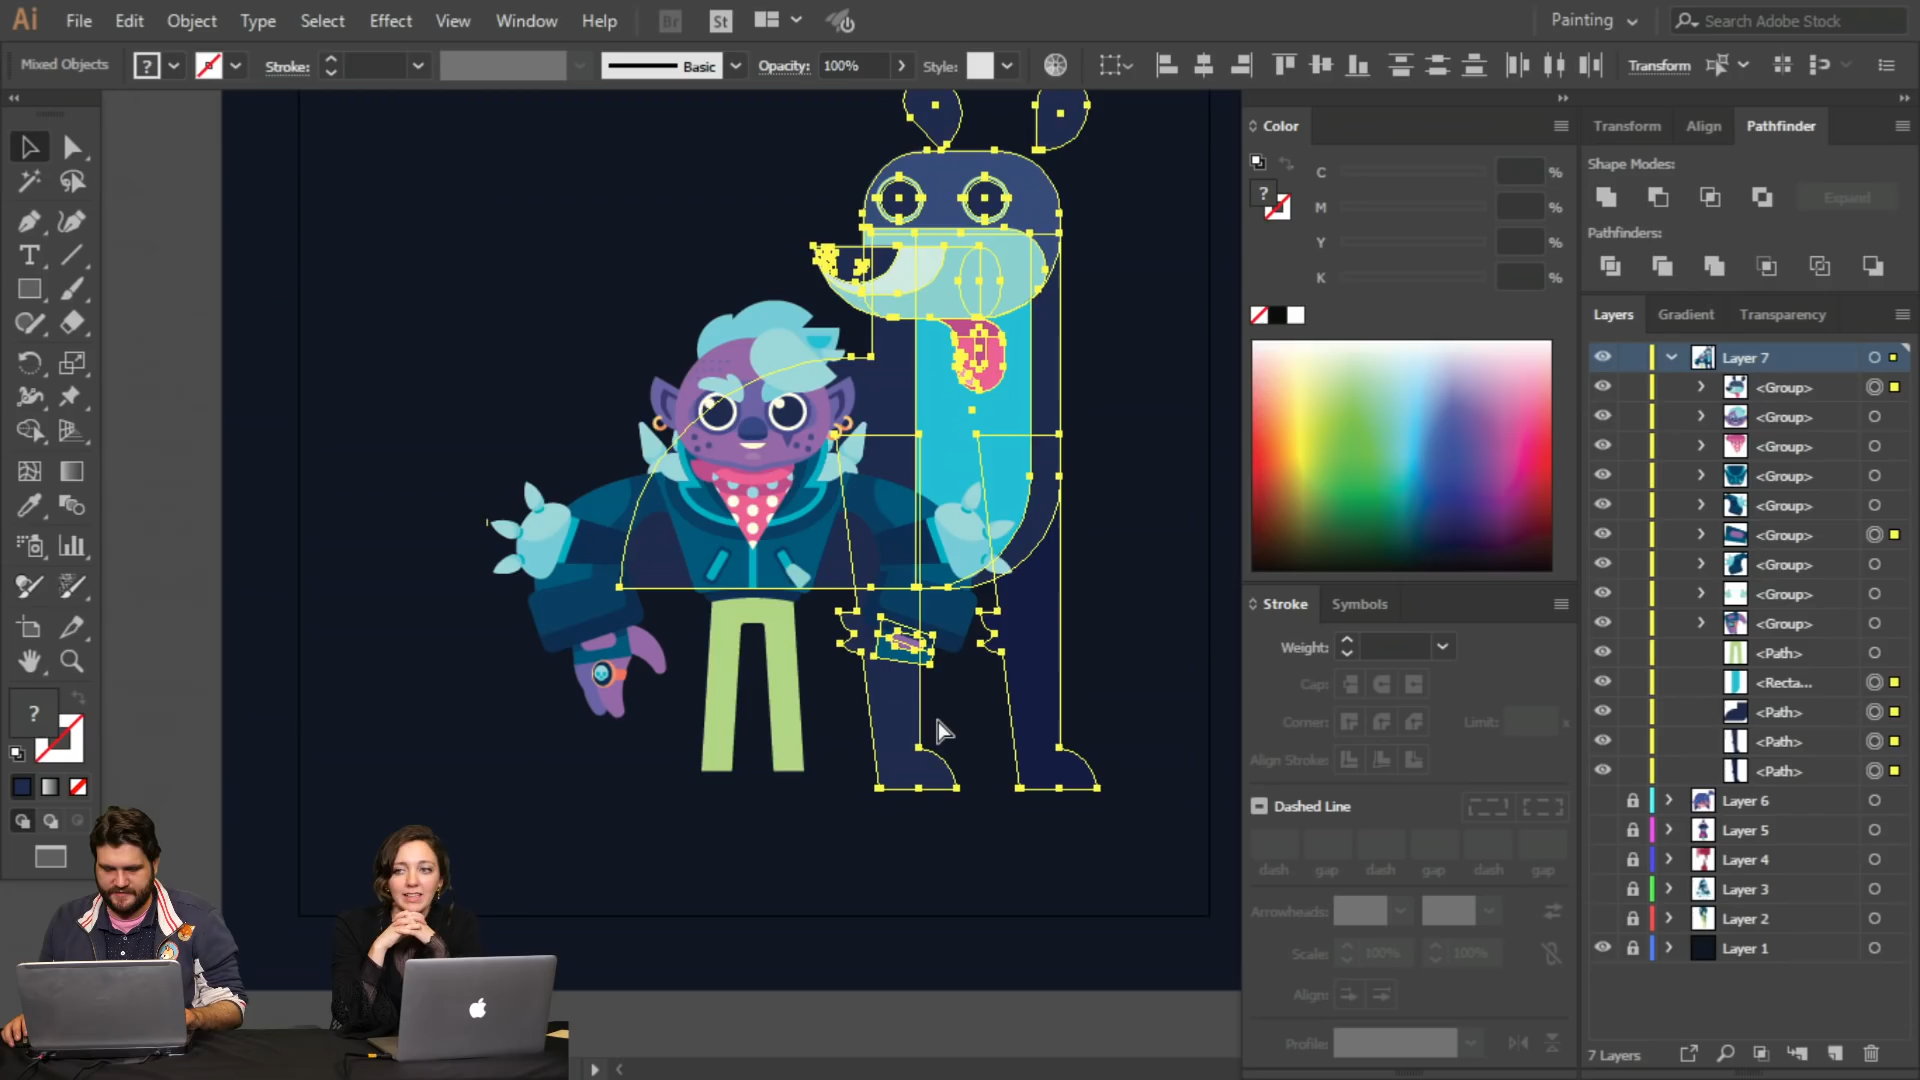 Ai File Edit Object Type Select Effect View Window Help Br St Painting Search Adobe Stock
Mixed Objects ? Stroke: Basic Opacity: 100% Style: Transform
Color
? C %
M %
Y %
K %
Transform Align Pathfinder
Shape Modes:
Expand
Pathfinders:
Layers Gradient Transparency
Layer 7
<Group>
<Group>
<Group>
<Group>
<Group>
<Group>
<Group>
<Group>
<Group>
<Path>
<Recta...
<Path>
<Path>
<Path>
Layer 6
Layer 5
Layer 4
Layer 3
Layer 2
Layer 1
7 Layers
Stroke Symbols
Weight:
Cap:
Corner: Limit: x
Align Stroke:
Dashed Line
dash gap dash gap dash gap
Arrowheads:
Scale: 100% 100%
Align:
Profile:
T
?